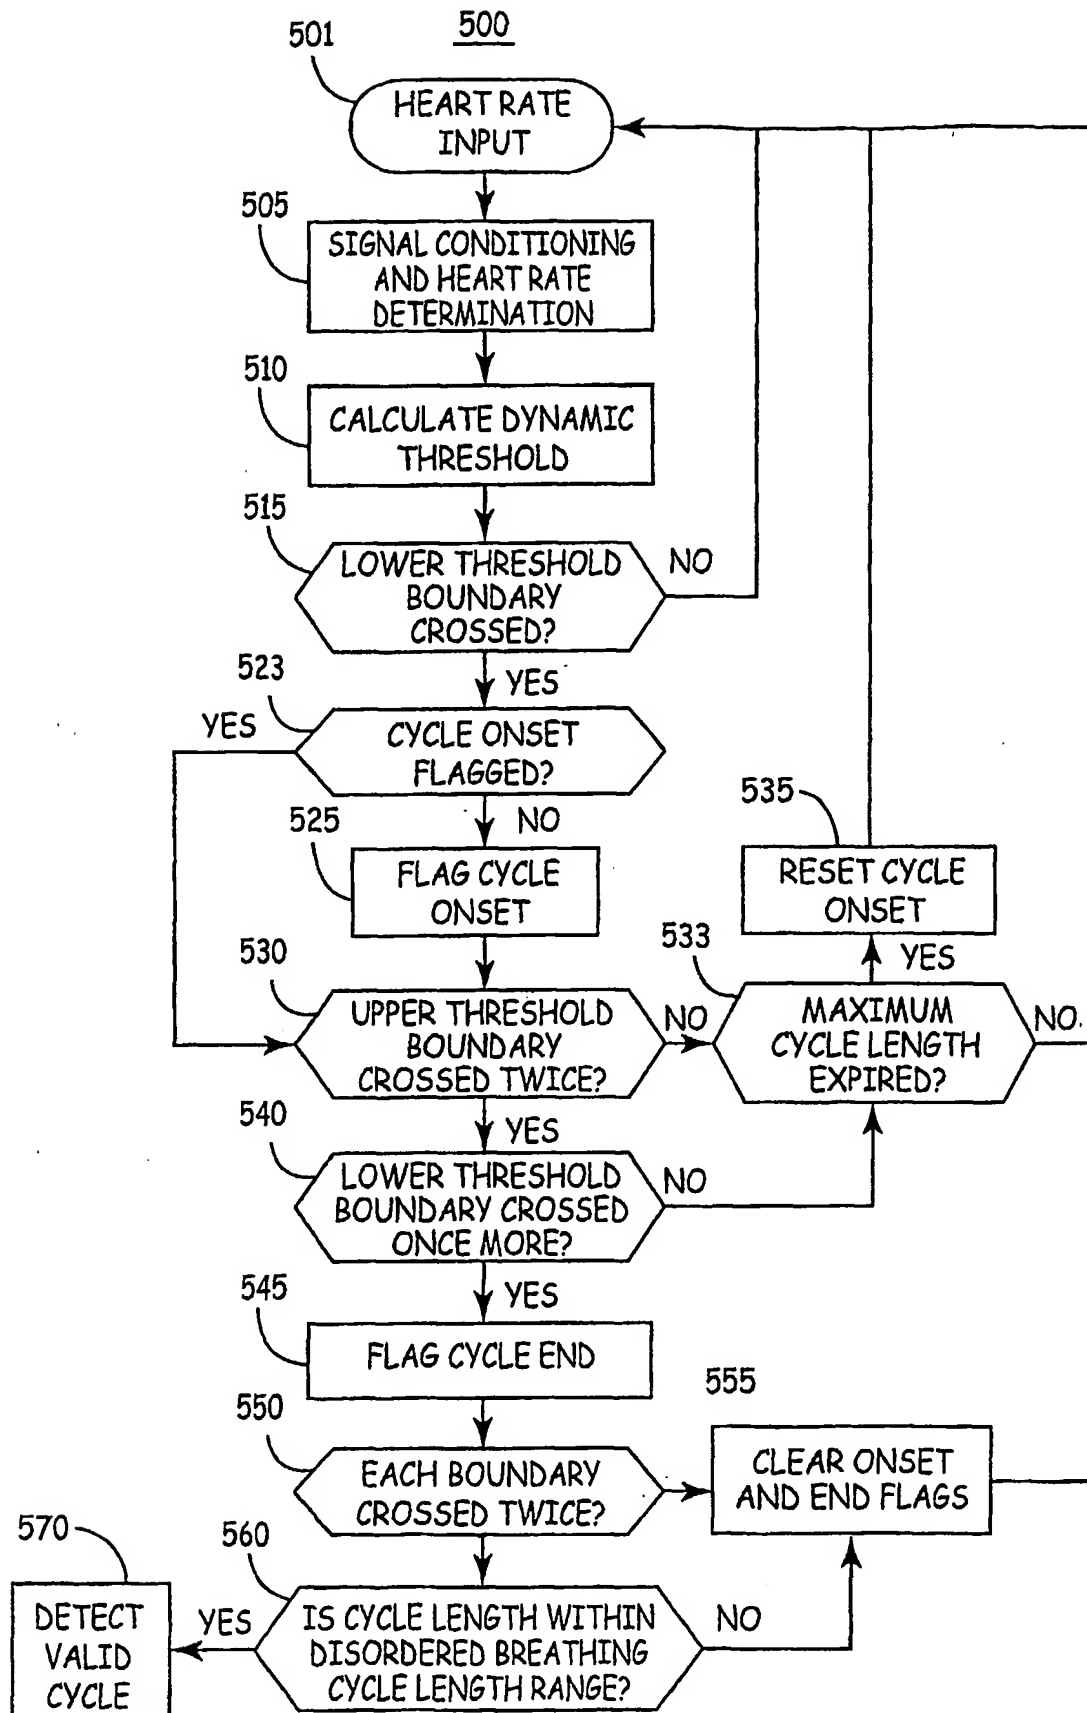 500
501
HEART RATE
INPUT
505
SIGNAL CONDITIONING
AND HEART RATE
DETERMINATION
510
CALCULATE DYNAMIC
THRESHOLD
515
LOWER THRESHOLD
BOUNDARY
CROSSED?
NO
YES
523
YES
CYCLE ONSET
FLAGGED?
NO
525
FLAG CYCLE
ONSET
535
RESET CYCLE
ONSET
530
UPPER THRESHOLD
BOUNDARY
CROSSED TWICE?
NO
533
YES
MAXIMUM
CYCLE LENGTH
EXPIRED?
NO.
YES
540
LOWER THRESHOLD
BOUNDARY CROSSED
ONCE MORE?
NO
YES
545
FLAG CYCLE END
550
EACH BOUNDARY
CROSSED TWICE?
555
CLEAR ONSET
AND END FLAGS
560
IS CYCLE LENGTH WITHIN
DISORDERED BREATHING
CYCLE LENGTH RANGE?
NO
YES
570
DETECT
VALID
CYCLE